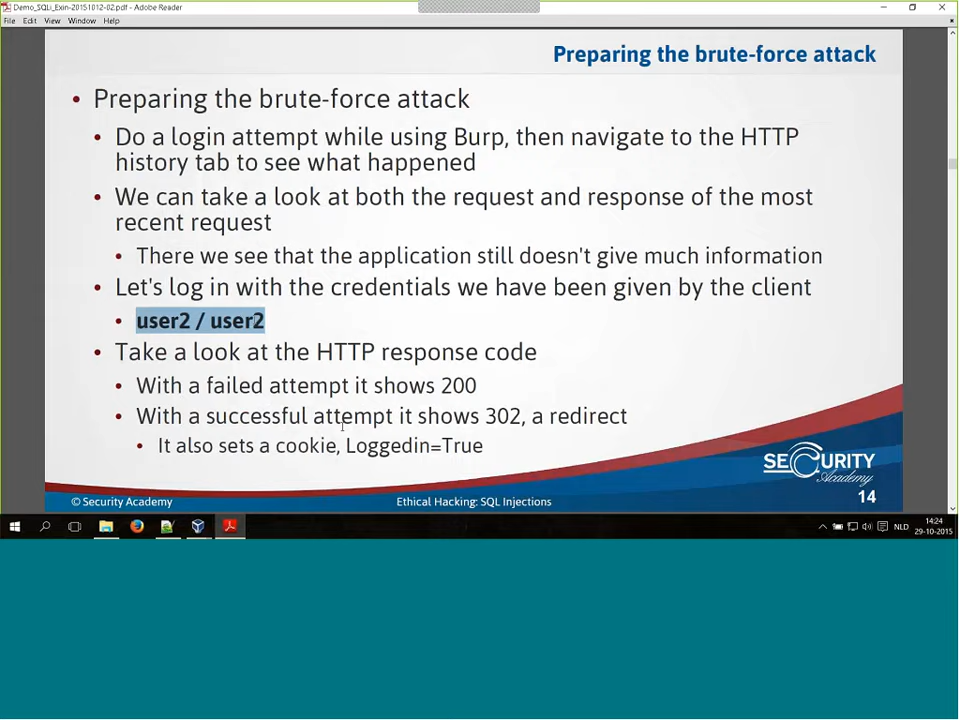 Demo_SQLi_Exin-20151012-02.pdf - Adobe Reader
File Edit View Window Help
Preparing the brute-force attack
• Preparing the brute-force attack
• Do a login attempt while using Burp, then navigate to the HTTP
history tab to see what happened
• We can take a look at both the request and response of the most
recent request
• There we see that the application still doesn't give much information
• Let's log in with the credentials we have been given by the client
• user2 / user2
• Take a look at the HTTP response code
• With a failed attempt it shows 200
• With a successful attempt it shows 302, a redirect
• It also sets a cookie, Loggedin=True
SECURITY
Academy
© Security Academy
Ethical Hacking: SQL Injections
14
NLD
14:24
29-10-2015